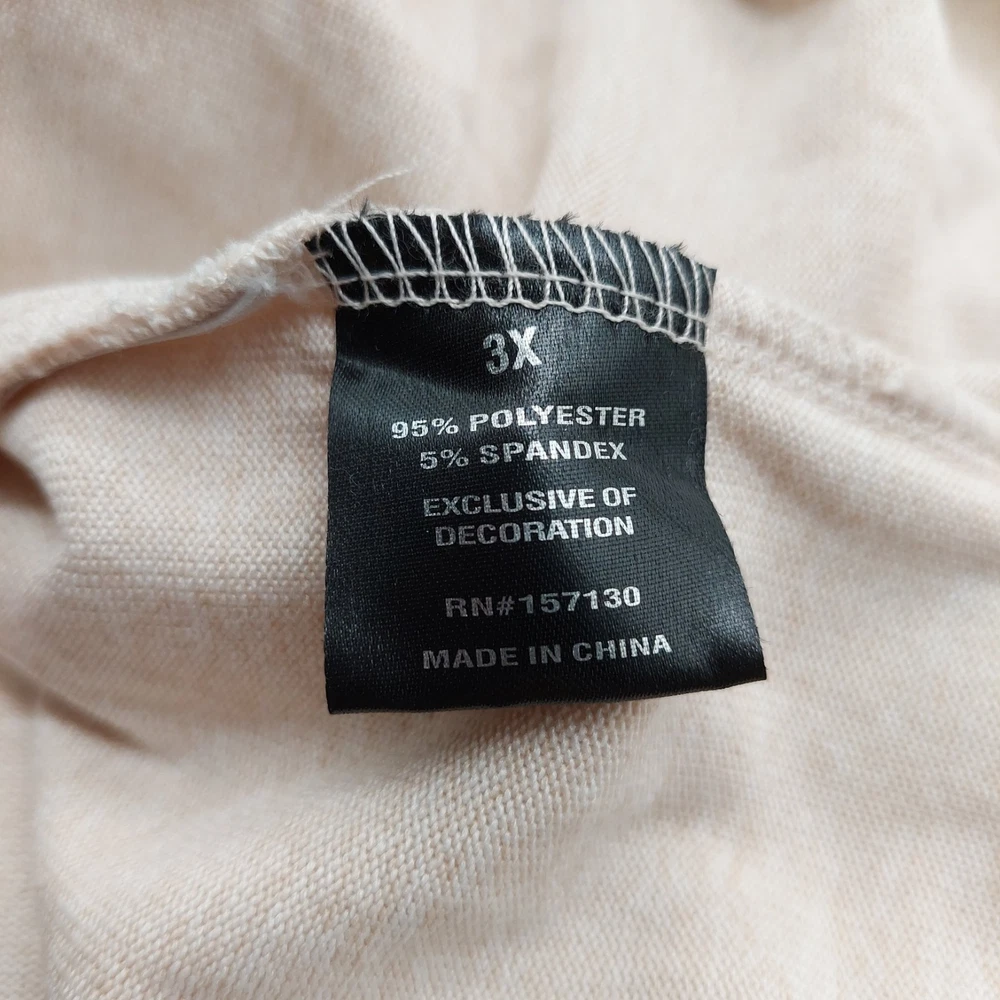 3X
95% POLYESTER
5% SPANDEX
EXCLUSIVE OF
DECORATION
RN#157130
MADE IN CHINA